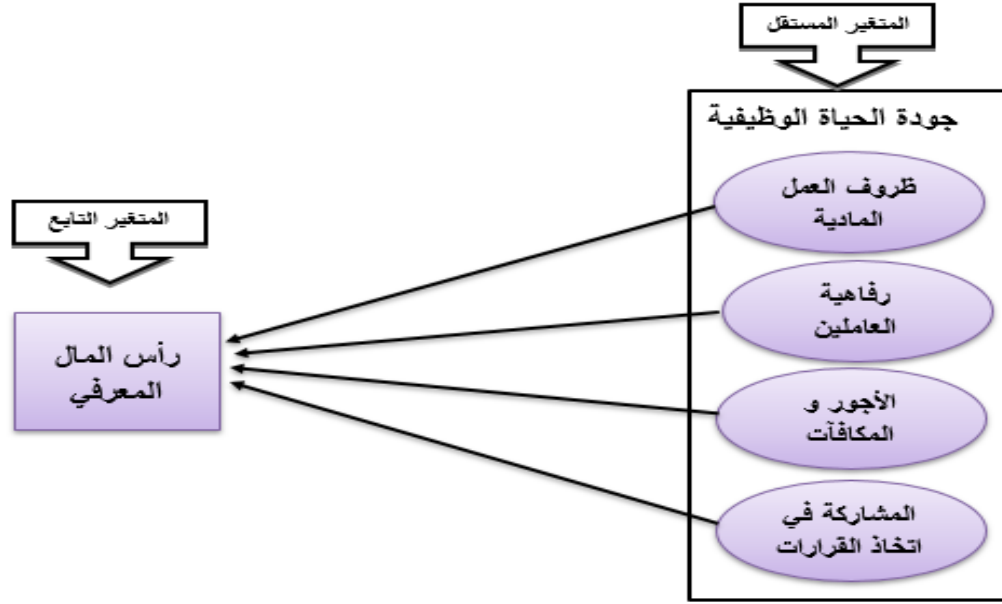 المتغير المستقل
جودة الحياة الوظيفية
ظروف العمل
المادية
رفاهية
العاملين
الأجور و
المكافآت
المشاركة في
اتخاذ القرارات
المتغير التابع
رأس المال
المعرفي